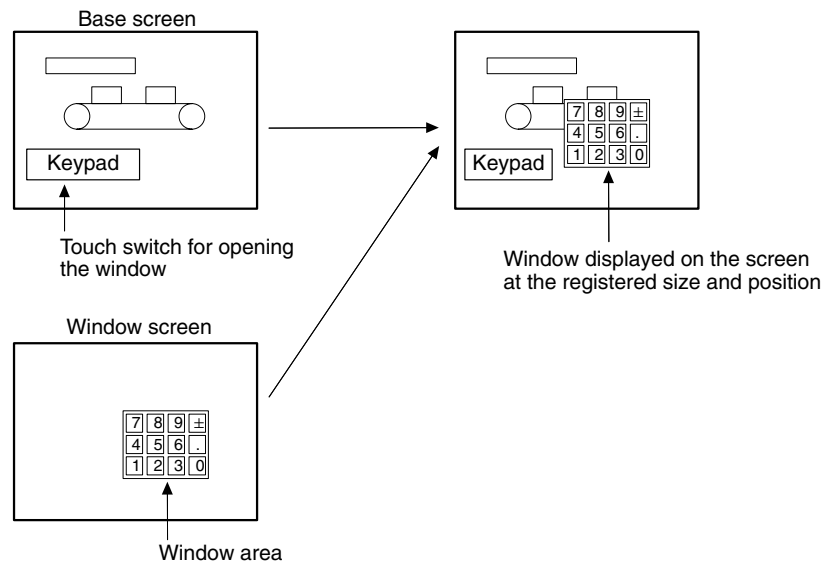 Base screen
Keypad
Touch switch for opening
the window
7 8 9 ±
4 5 6 .
1 2 3 0
Keypad
Window displayed on the screen
at the registered size and position
Window screen
7 8 9 ±
4 5 6 .
1 2 3 0
Window area